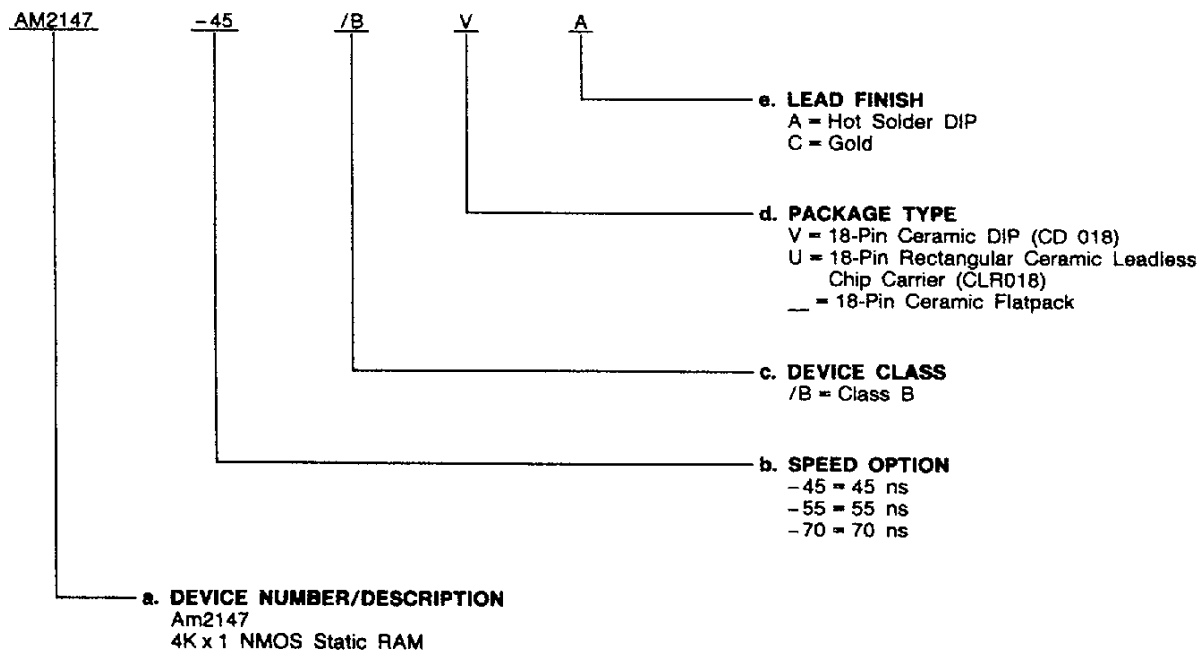 AM2147 -45 /B V A
e. LEAD FINISH
A = Hot Solder DIP
C = Gold
d. PACKAGE TYPE
V = 18-Pin Ceramic DIP (CD 018)
U = 18-Pin Rectangular Ceramic Leadless
Chip Carrier (CLR018)
__ = 18-Pin Ceramic Flatpack
c. DEVICE CLASS
/B = Class B
b. SPEED OPTION
-45 = 45 ns
-55 = 55 ns
-70 = 70 ns
a. DEVICE NUMBER/DESCRIPTION
Am2147
4K x 1 NMOS Static RAM